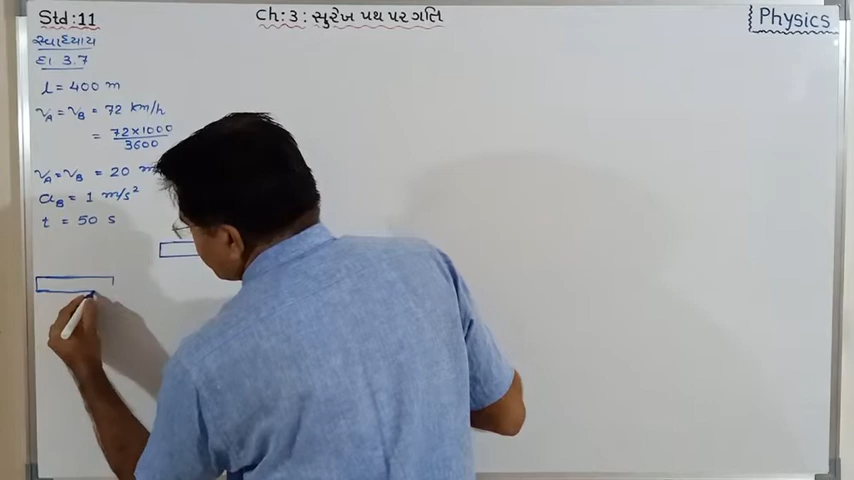 Std:11
Ch:3: સુરેખ પથ પર ગતિ
Physics
સ્વાધ્યાય
દા 3.7
l = 400 m
v_A = v_B = 72 km/h
= 72×1000 / 3600
v_A = v_B = 20 m
a_B = 1 m/s²
t = 50 s